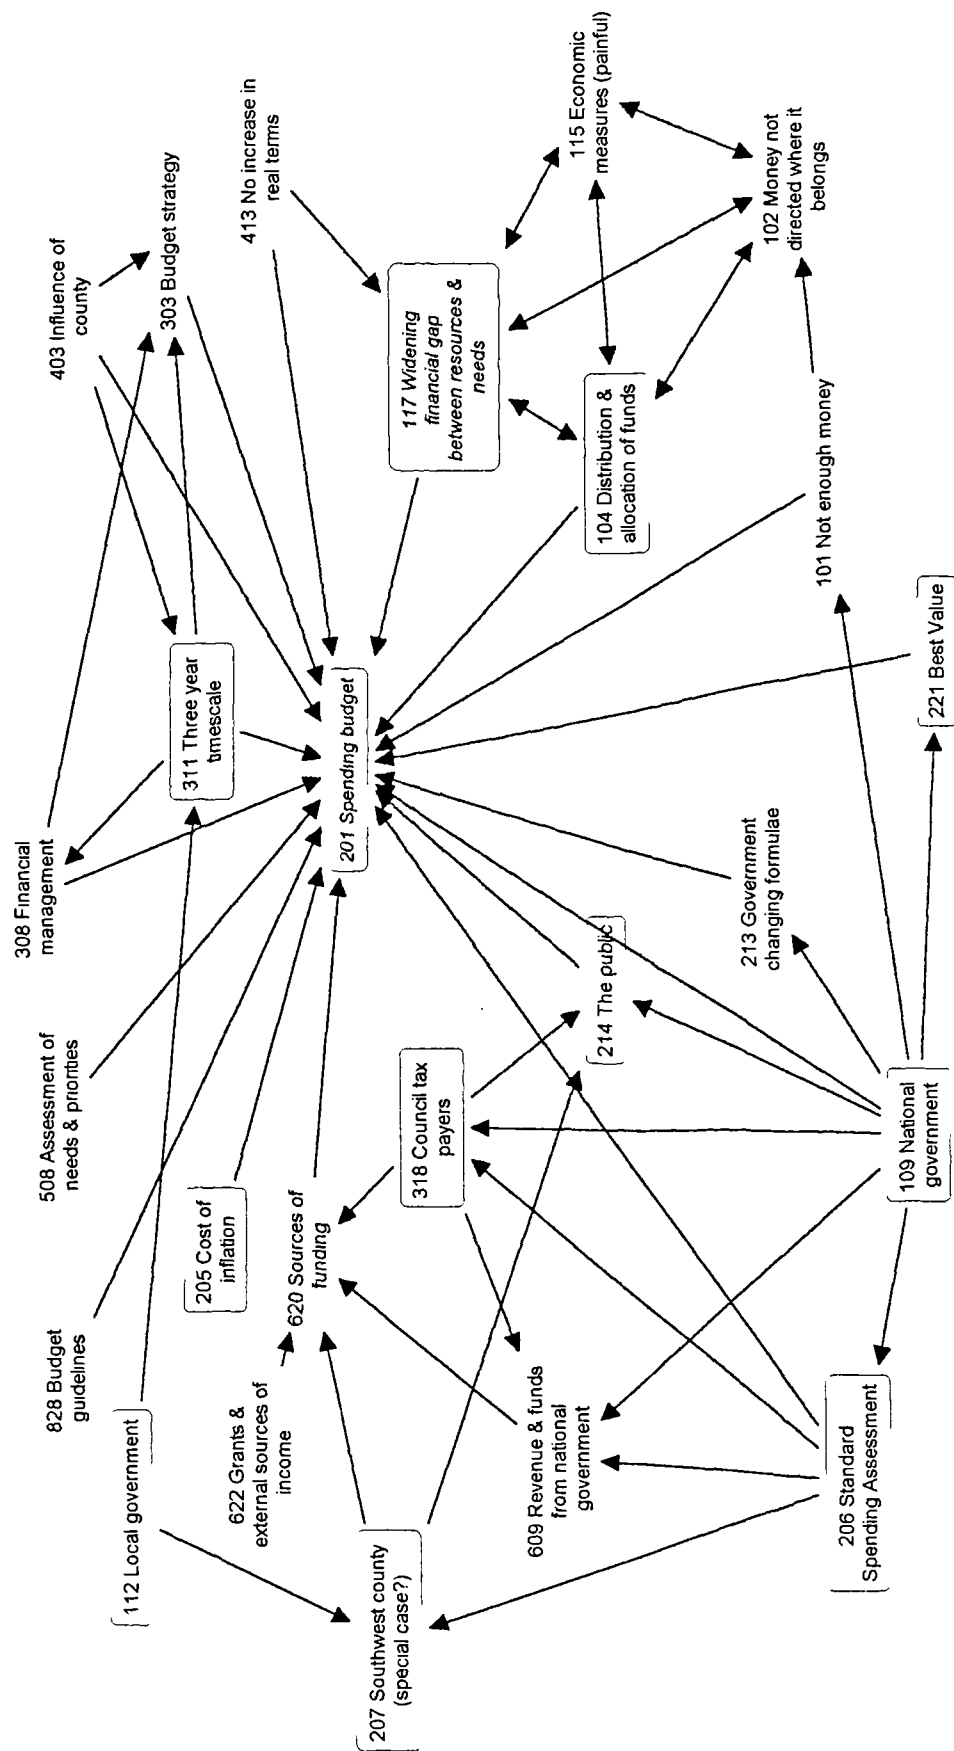 403 Influence of
county
303 Budget strategy
413 No increase in
real terms
115 Economic
measures (painful)
102 Money not
directed where it
belongs
117 Widening
financial gap
between resources &
needs
104 Distribution &
allocation of funds
101 Not enough money
221 Best Value
311 Three year
timescale
201 Spending budget
308 Financial
management
213 Government
changing formulae
214 The public
508 Assessment of
needs & priorities
205 Cost of
inflation
620 Sources of
funding
318 Council tax
payers
109 National
government
828 Budget
guidelines
112 Local government
622 Grants &
external sources of
income
609 Revenue & funds
from national
government
206 Standard
Spending Assessment
207 Southwest county
(special case?)